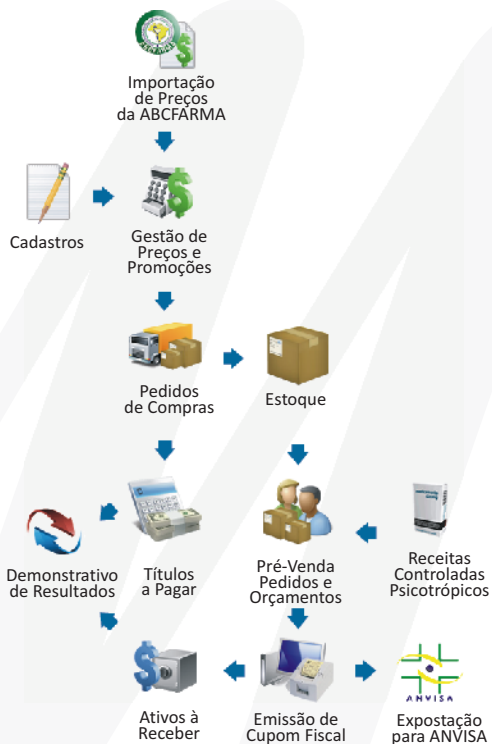 ABCFARMA
Importação
de Preços
da ABCFARMA
Cadastros
Gestão de
Preços e
Promoções
Pedidos
de Compras
Estoque
Demonstrativo
de Resultados
Títulos
a Pagar
Pré-Venda
Pedidos e
Orçamentos
Receitas
Controladas
Psicotrópicos
Ativos à
Receber
Emissão de
Cupom Fiscal
ANVISA
Expostação
para ANVISA